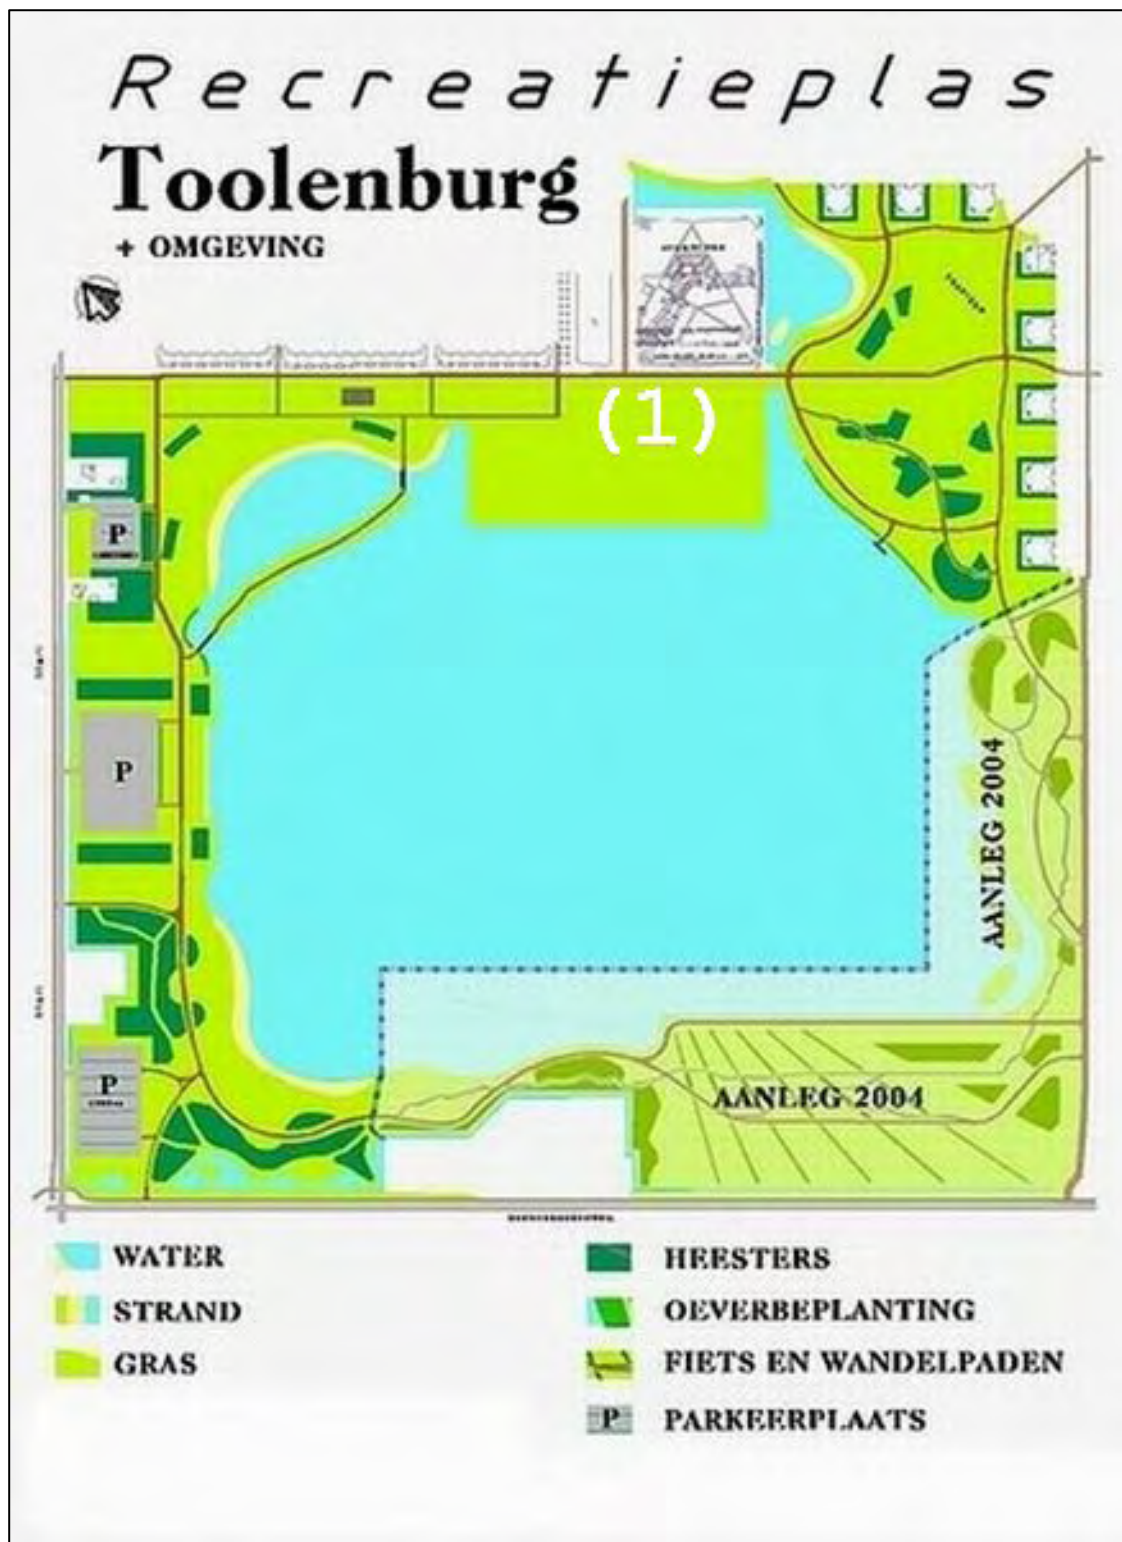 Recreatieplas
Toolenburg
+ OMGEVING
(1)
P
P
P
AANLEG 2004
AANLEG 2004
WATER
STRAND
GRAS
HEESTERS
OEVERBEPLANTING
FIETS EN WANDELPADEN
P PARKEERPLAATS